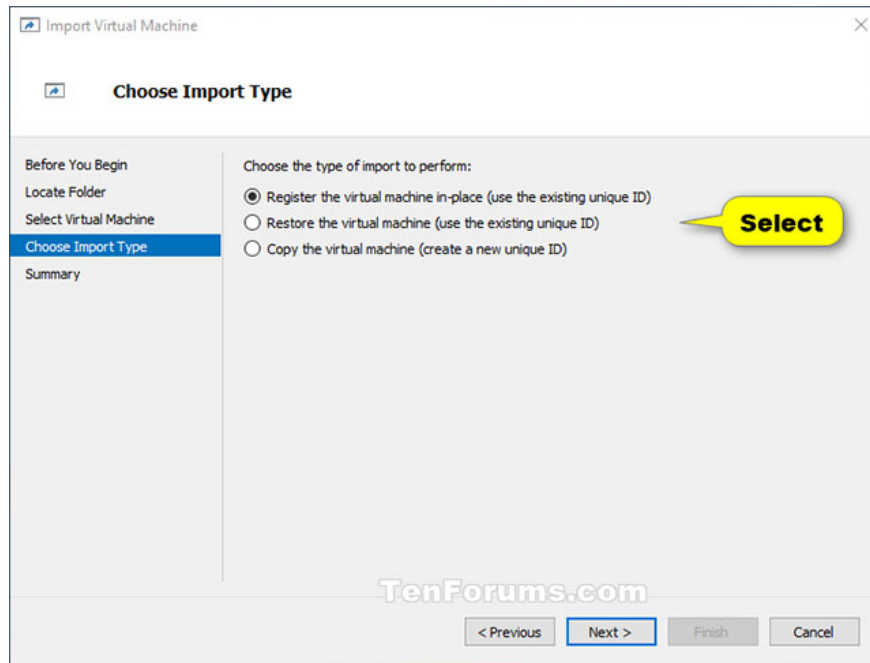 Import Virtual Machine
Choose Import Type
Before You Begin
Locate Folder
Select Virtual Machine
Choose Import Type
Summary
Choose the type of import to perform:
Register the virtual machine in-place (use the existing unique ID)
Restore the virtual machine (use the existing unique ID)
Copy the virtual machine (create a new unique ID)
Select
TenForums.com
< Previous
Next >
Finish
Cancel